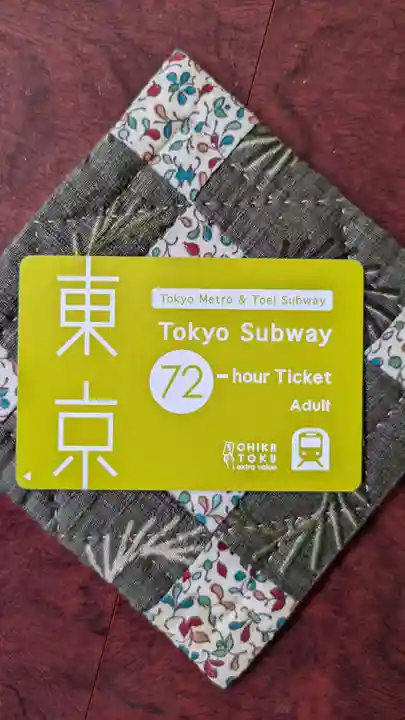 東京
Tokyo Metro & Toei Subway
Tokyo Subway
72-hour Ticket
Adult
CHIKA
TOKU
extra value